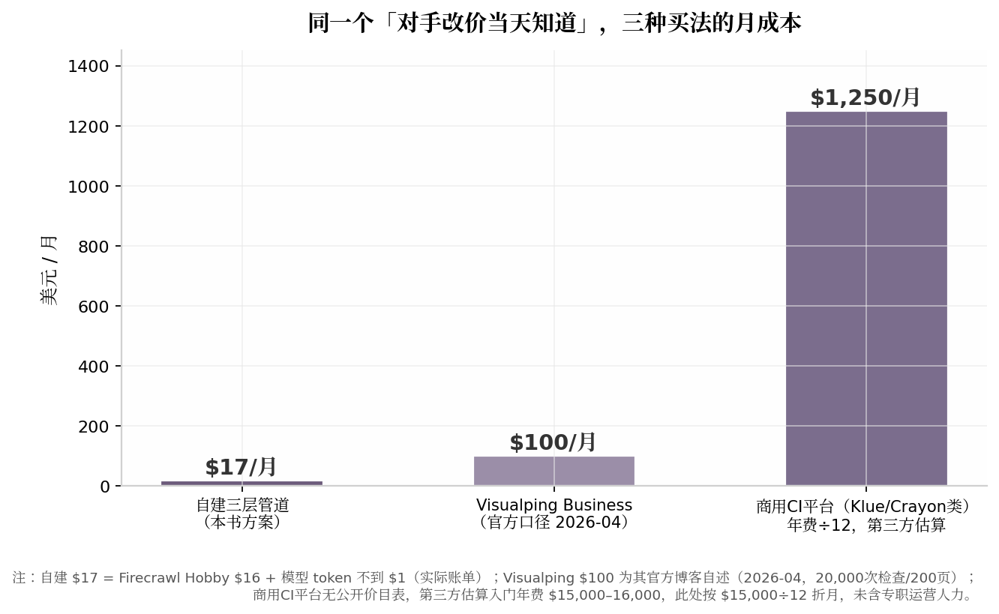 同一个「对手改价当天知道」，三种买法的月成本
1400
1200
1000
800
600
400
200
0
美元 / 月
$17/月
$100/月
$1,250/月
自建三层管道
（本书方案）
Visualping Business
（官方口径 2026-04）
商用CI平台（Klue/Crayon类）
年费÷12，第三方估算
注：自建 $17 = Firecrawl Hobby $16 + 模型 token 不到 $1（实际账单）；Visualping $100 为其官方博客自述（2026-04，20,000次检查/200页）；
商用CI平台无公开价目表，第三方估算入门年费 $15,000–16,000，此处按 $15,000÷12 折月，未含专职运营人力。